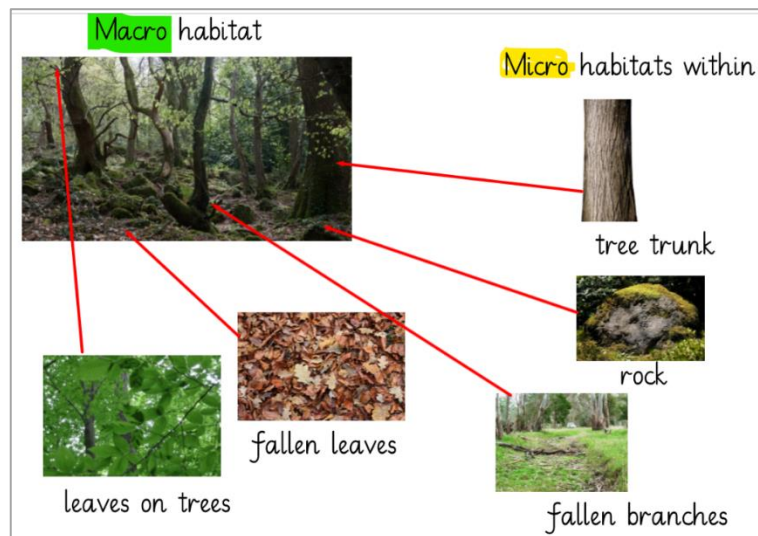 Macro habitat
Micro habitats within
tree trunk
rock
fallen leaves
leaves on trees
fallen branches